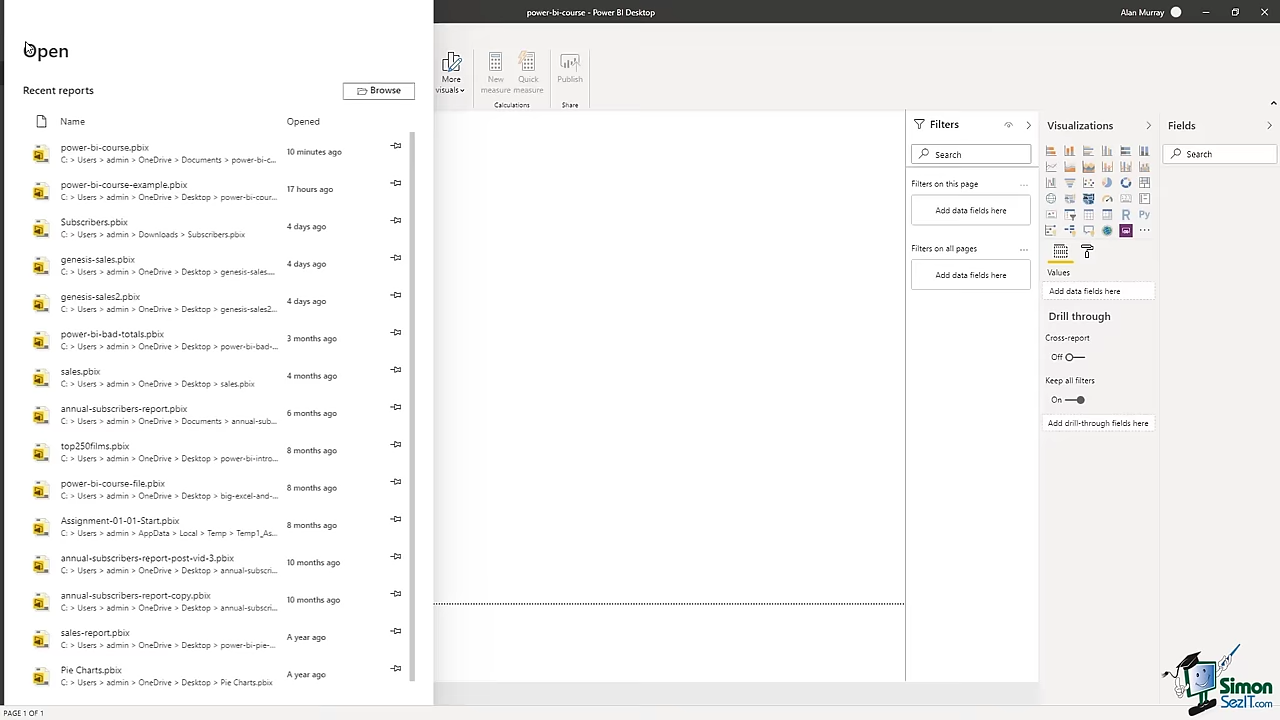 power-bi-course - Power BI Desktop
Alan Murray
Open
Recent reports
Browse
Name
Opened
power-bi-course.pbix
10 minutes ago
C: > Users > admin > OneDrive > Documents > power-bi-c...
power-bi-course-example.pbix
17 hours ago
C: > Users > admin > OneDrive > Desktop > power-bi-cour...
Subscribers.pbix
4 days ago
C: > Users > admin > Downloads > Subscribers.pbix
genesis-sales.pbix
4 days ago
C: > Users > admin > OneDrive > Desktop > genesis-sales....
genesis-sales2.pbix
4 days ago
C: > Users > admin > OneDrive > Desktop > genesis-sales2...
power-bi-bad-totals.pbix
3 months ago
C: > Users > admin > OneDrive > Desktop > power-bi-bad-...
sales.pbix
4 months ago
C: > Users > admin > OneDrive > Desktop > sales.pbix
annual-subscribers-report.pbix
6 months ago
C: > Users > admin > OneDrive > Documents > annual-sub...
top250films.pbix
8 months ago
C: > Users > admin > OneDrive > Desktop > power-bi-intro...
power-bi-course-file.pbix
8 months ago
C: > Users > admin > OneDrive > Desktop > big-excel-and-...
Assignment-01-01-Start.pbix
8 months ago
C: > Users > admin > AppData > Local > Temp > Temp1_As...
annual-subscribers-report-post-vid-3.pbix
10 months ago
C: > Users > admin > OneDrive > Desktop > annual-subscri...
annual-subscribers-report-copy.pbix
10 months ago
C: > Users > admin > OneDrive > Desktop > annual-subscri...
sales-report.pbix
A year ago
C: > Users > admin > OneDrive > Desktop > power-bi-pie-...
Pie Charts.pbix
A year ago
C: > Users > admin > OneDrive > Desktop > Pie Charts.pbix
PAGE 1 OF 1
More visuals
New measure
Quick measure
Publish
Calculations
Share
Filters
Search
Filters on this page
...
Add data fields here
Filters on all pages
...
Add data fields here
Visualizations
R
Py
...
Values
Add data fields here
Drill through
Cross-report
Off
Keep all filters
On
Add drill-through fields here
Fields
Search
Simon
SezIT.com